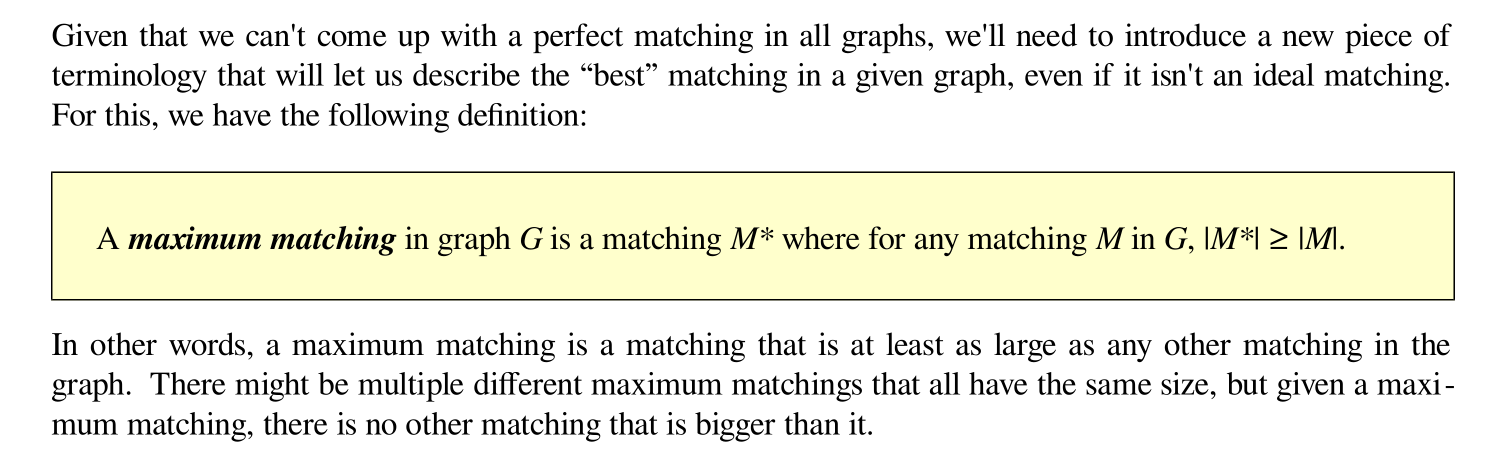 Given that we can't come up with a perfect matching in all graphs, we'll need to introduce a new piece of
terminology that will let us describe the “best” matching in a given graph, even if it isn't an ideal matching.
For this, we have the following definition:
A maximum matching in graph G is a matching M* where for any matching M in G, |M*| ≥ |M|.
In other words, a maximum matching is a matching that is at least as large as any other matching in the
graph. There might be multiple different maximum matchings that all have the same size, but given a maxi-
mum matching, there is no other matching that is bigger than it.